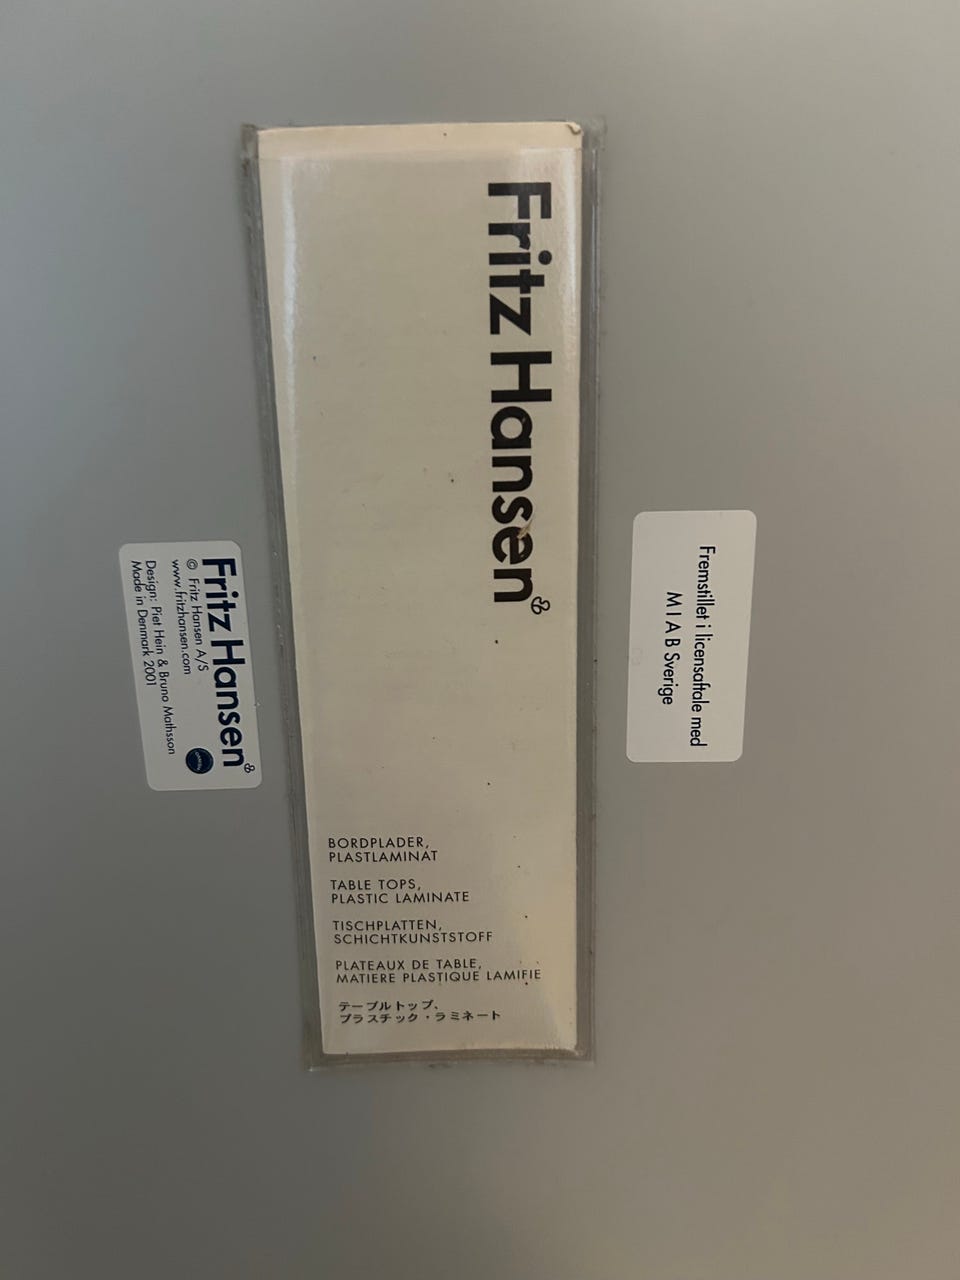 Fritz Hansen
BORDPLADER,
PLASTLAMINAT
TABLE TOPS,
PLASTIC LAMINATE
TISCHPLATTEN,
SCHICHTKUNSTSTOFF
PLATEAUX DE TABLE,
MATIERE PLASTIQUE LAMIFIE
テーブルトップ、
プラスチック・ラミネート
Fritz Hansen
© Fritz Hansen A/S
www.fritzhansen.com
Design: Piet Hein & Bruno Mathsson
Made in Denmark 2001
Fremstillet i licensaftale med
M I A B Sverige